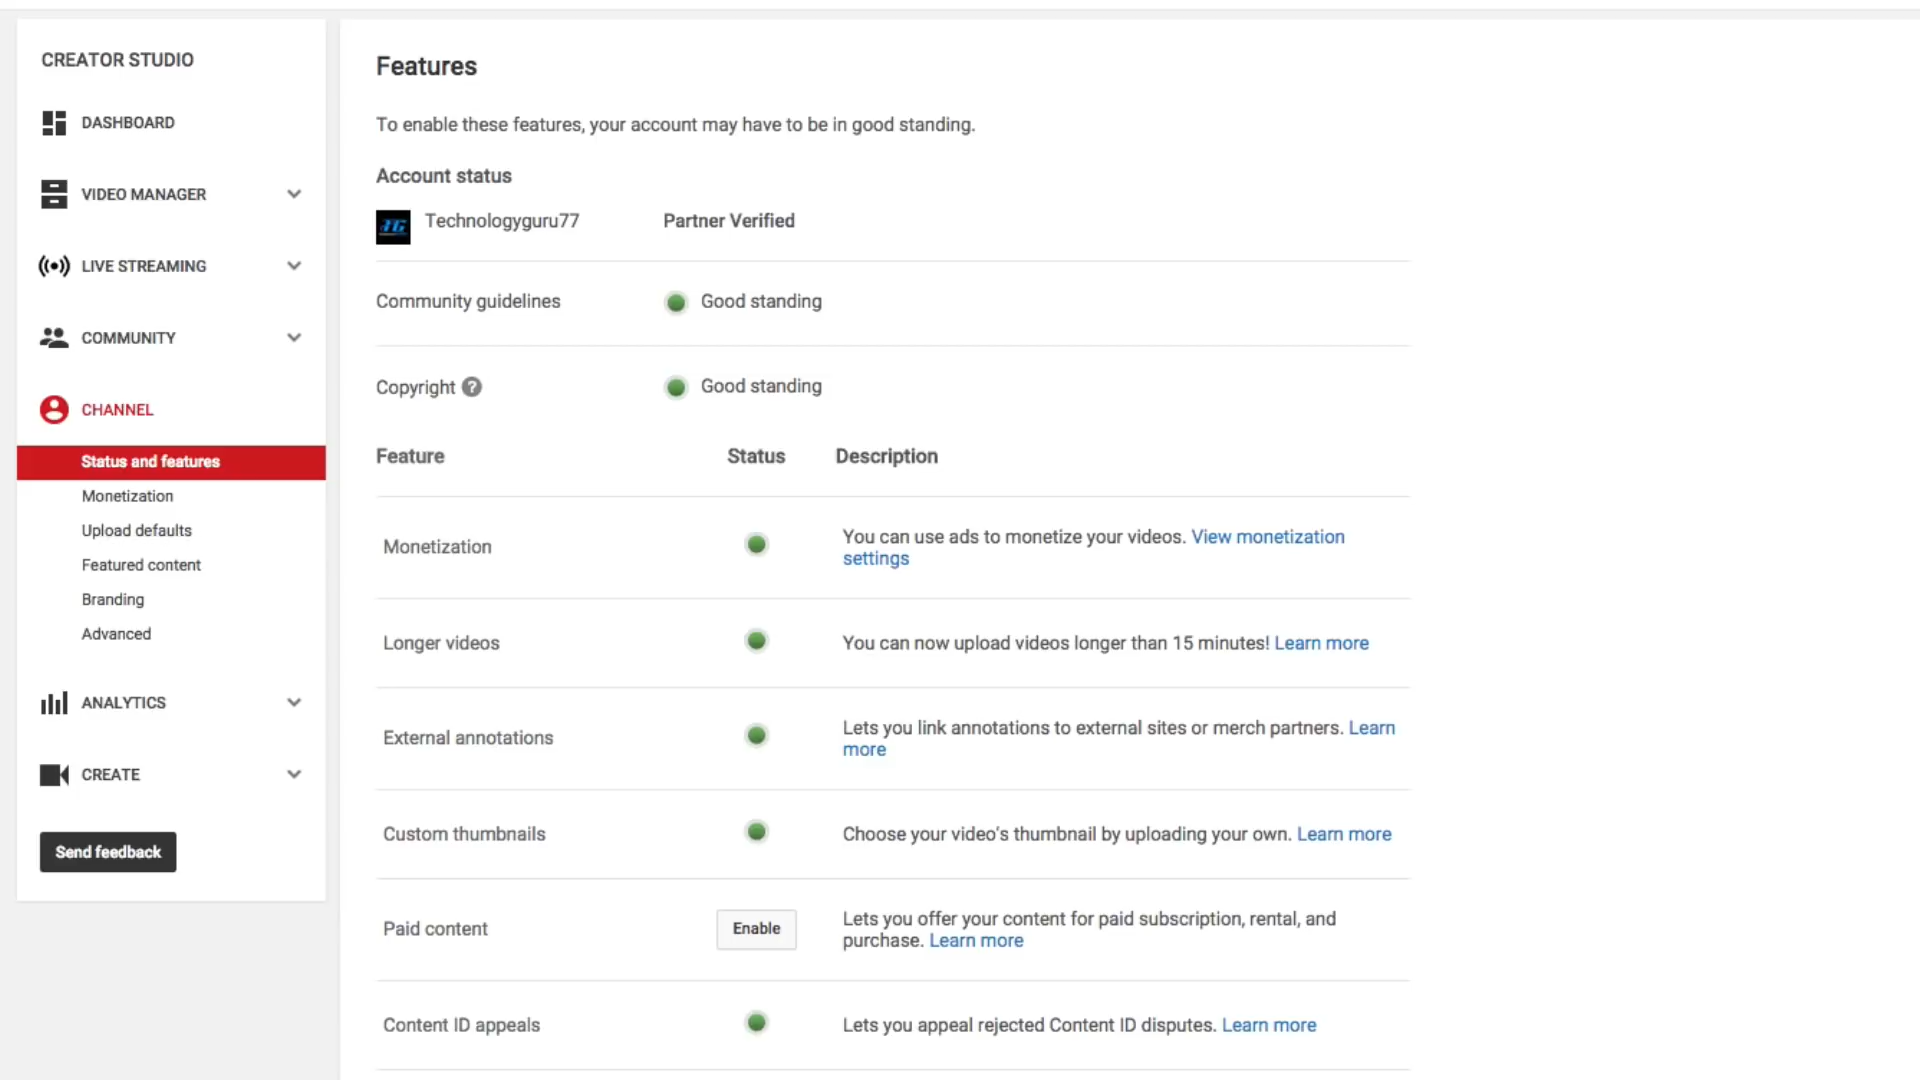 CREATOR STUDIO
DASHBOARD
VIDEO MANAGER
LIVE STREAMING
COMMUNITY
CHANNEL
Status and features
Monetization
Upload defaults
Featured content
Branding
Advanced
ANALYTICS
CREATE
Send feedback
Features
To enable these features, your account may have to be in good standing.
Account status
TG
Technologyguru77 Partner Verified
Community guidelines Good standing
Copyright ? Good standing
Feature Status Description
Monetization You can use ads to monetize your videos. View monetization
settings
Longer videos You can now upload videos longer than 15 minutes! Learn more
External annotations Lets you link annotations to external sites or merch partners. Learn
more
Custom thumbnails Choose your video's thumbnail by uploading your own. Learn more
Paid content Enable Lets you offer your content for paid subscription, rental, and
purchase. Learn more
Content ID appeals Lets you appeal rejected Content ID disputes. Learn more